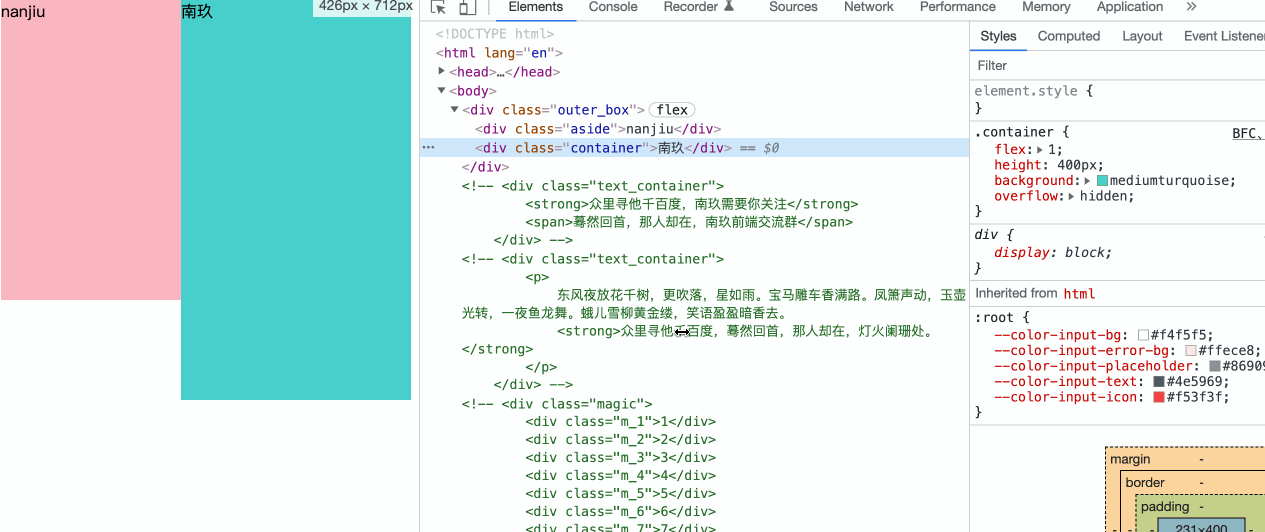 nanjiu
南玖
426px × 712px
Elements Console Recorder Sources Network Performance Memory Application »
<!DOCTYPE html>
<html lang="en">
<head>…</head>
<body>
<div class="outer_box"> flex
<div class="aside">nanjiu</div>
<div class="container">南玖</div> == $0
</div>
<!-- <div class="text_container">
<strong>众里寻他千百度，南玖需要你关注</strong>
<span>蓦然回首，那人却在，南玖前端交流群</span>
</div> -->
<!-- <div class="text_container">
<p>
东风夜放花千树，更吹落，星如雨。宝马雕车香满路。凤箫声动，玉壶
光转，一夜鱼龙舞。蛾儿雪柳黄金缕，笑语盈盈暗香去。
<strong>众里寻他千百度，蓦然回首，那人却在，灯火阑珊处。
</strong>
</p>
</div> -->
<!-- <div class="magic">
<div class="m_1">1</div>
<div class="m_2">2</div>
<div class="m_3">3</div>
<div class="m_4">4</div>
<div class="m_5">5</div>
<div class="m_6">6</div>
<div class="m_7">7</div>
Styles Computed Layout Event Listener
Filter
element.style {
}
.container { BFC、
flex: 1;
height: 400px;
background: mediumturquoise;
overflow: hidden;
}
div {
display: block;
}
Inherited from html
:root {
--color-input-bg: #f4f5f5;
--color-input-error-bg: #ffece8;
--color-input-placeholder: #8690
--color-input-text: #4e5969;
--color-input-icon: #f53f3f;
}
margin -
border -
padding -
- - - 231×400 - - -